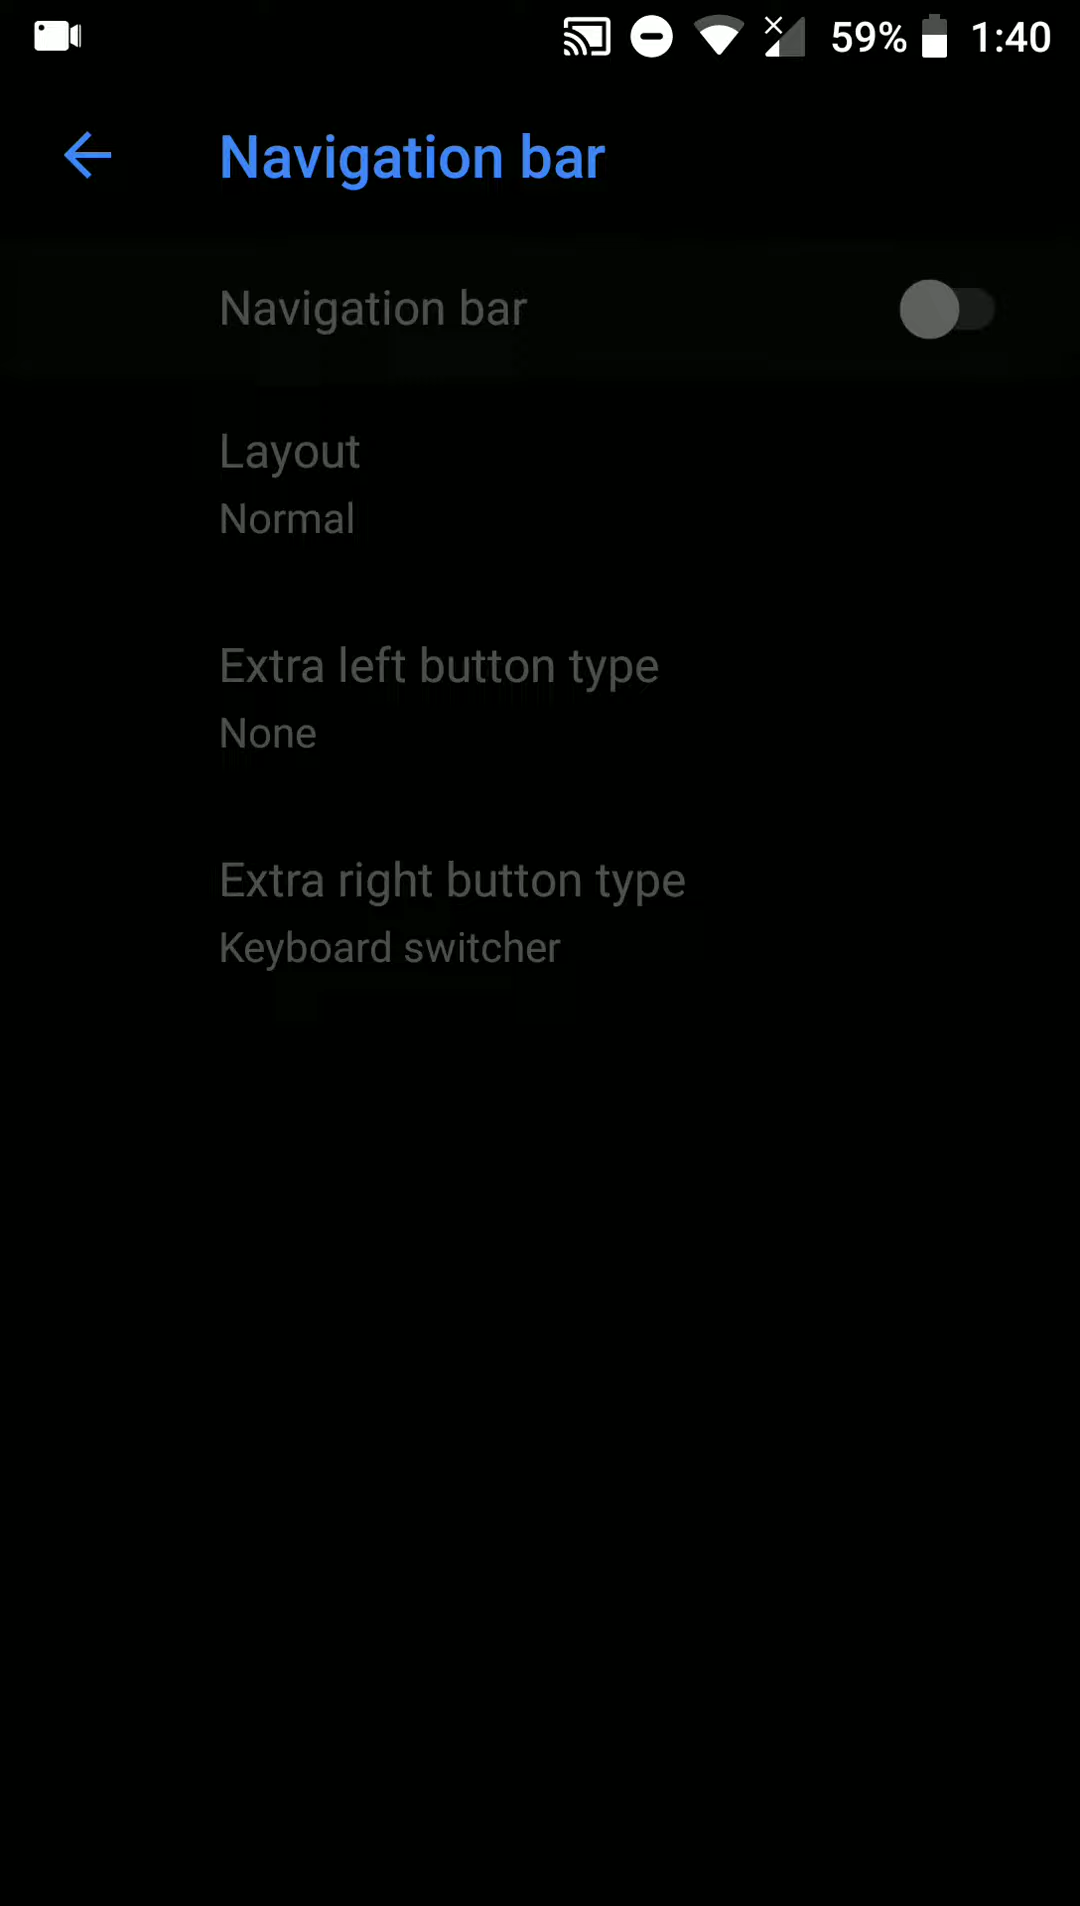 59% 1:40
Navigation bar
Navigation bar
Layout
Normal
Extra left button type
None
Extra right button type
Keyboard switcher